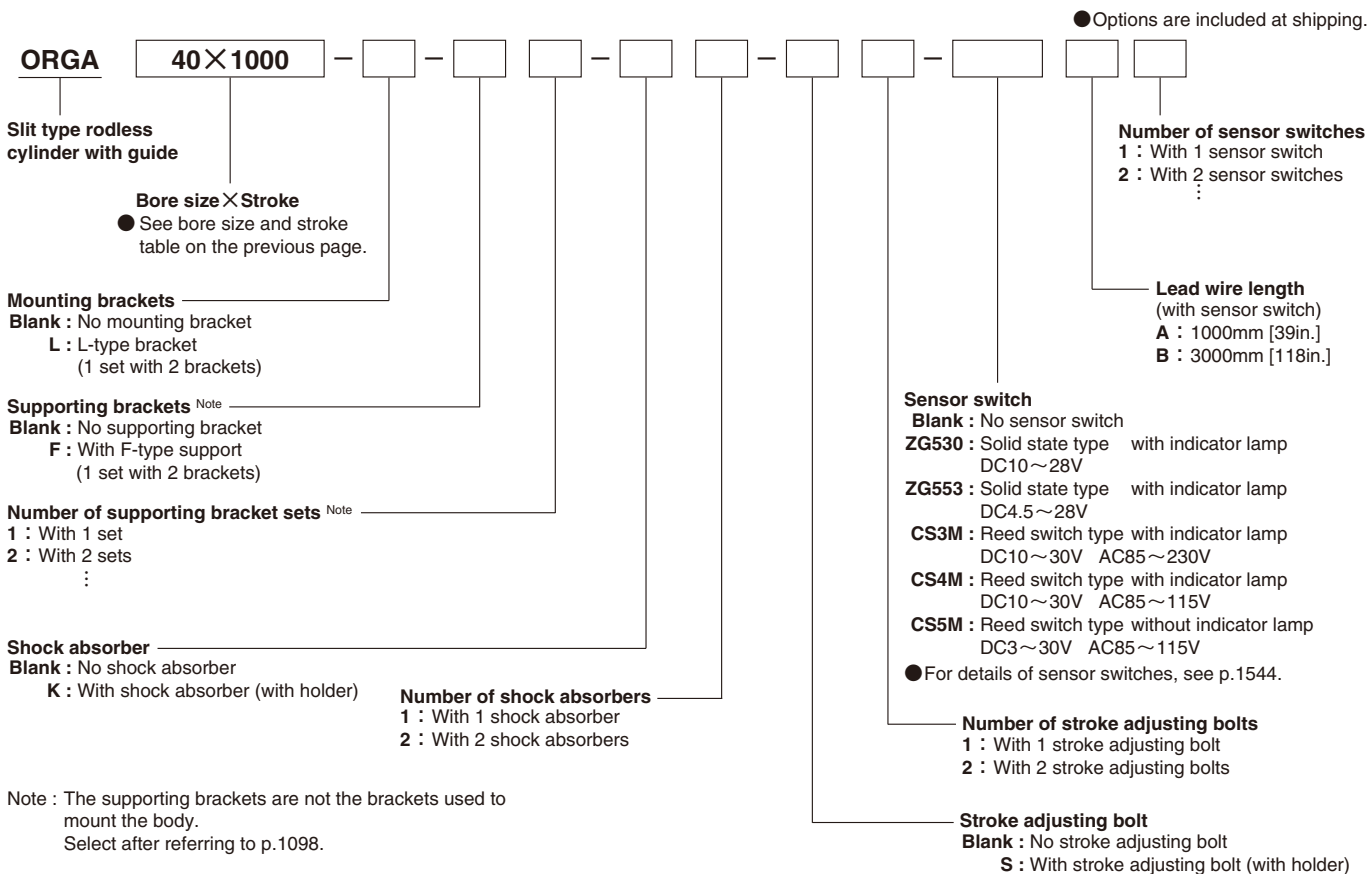 ●Options are included at shipping.
ORGA 40×1000 − − − − −
Slit type rodless
cylinder with guide
Bore size×Stroke
●See bore size and stroke
table on the previous page.
Mounting brackets
Blank : No mounting bracket
L : L-type bracket
(1 set with 2 brackets)
Supporting brackets Note
Blank : No supporting bracket
F : With F-type support
(1 set with 2 brackets)
Number of supporting bracket sets Note
1 : With 1 set
2 : With 2 sets
⋮
Shock absorber
Blank : No shock absorber
K : With shock absorber (with holder)
Number of shock absorbers
1 : With 1 shock absorber
2 : With 2 shock absorbers
Note : The supporting brackets are not the brackets used to
mount the body.
Select after referring to p.1098.
Number of sensor switches
1 : With 1 sensor switch
2 : With 2 sensor switches
⋮
Lead wire length
(with sensor switch)
A : 1000mm [39in.]
B : 3000mm [118in.]
Sensor switch
Blank : No sensor switch
ZG530 : Solid state type with indicator lamp
DC10～28V
ZG553 : Solid state type with indicator lamp
DC4.5～28V
CS3M : Reed switch type with indicator lamp
DC10～30V AC85～230V
CS4M : Reed switch type with indicator lamp
DC10～30V AC85～115V
CS5M : Reed switch type without indicator lamp
DC3～30V AC85～115V
●For details of sensor switches, see p.1544.
Number of stroke adjusting bolts
1 : With 1 stroke adjusting bolt
2 : With 2 stroke adjusting bolts
Stroke adjusting bolt
Blank : No stroke adjusting bolt
S : With stroke adjusting bolt (with holder)